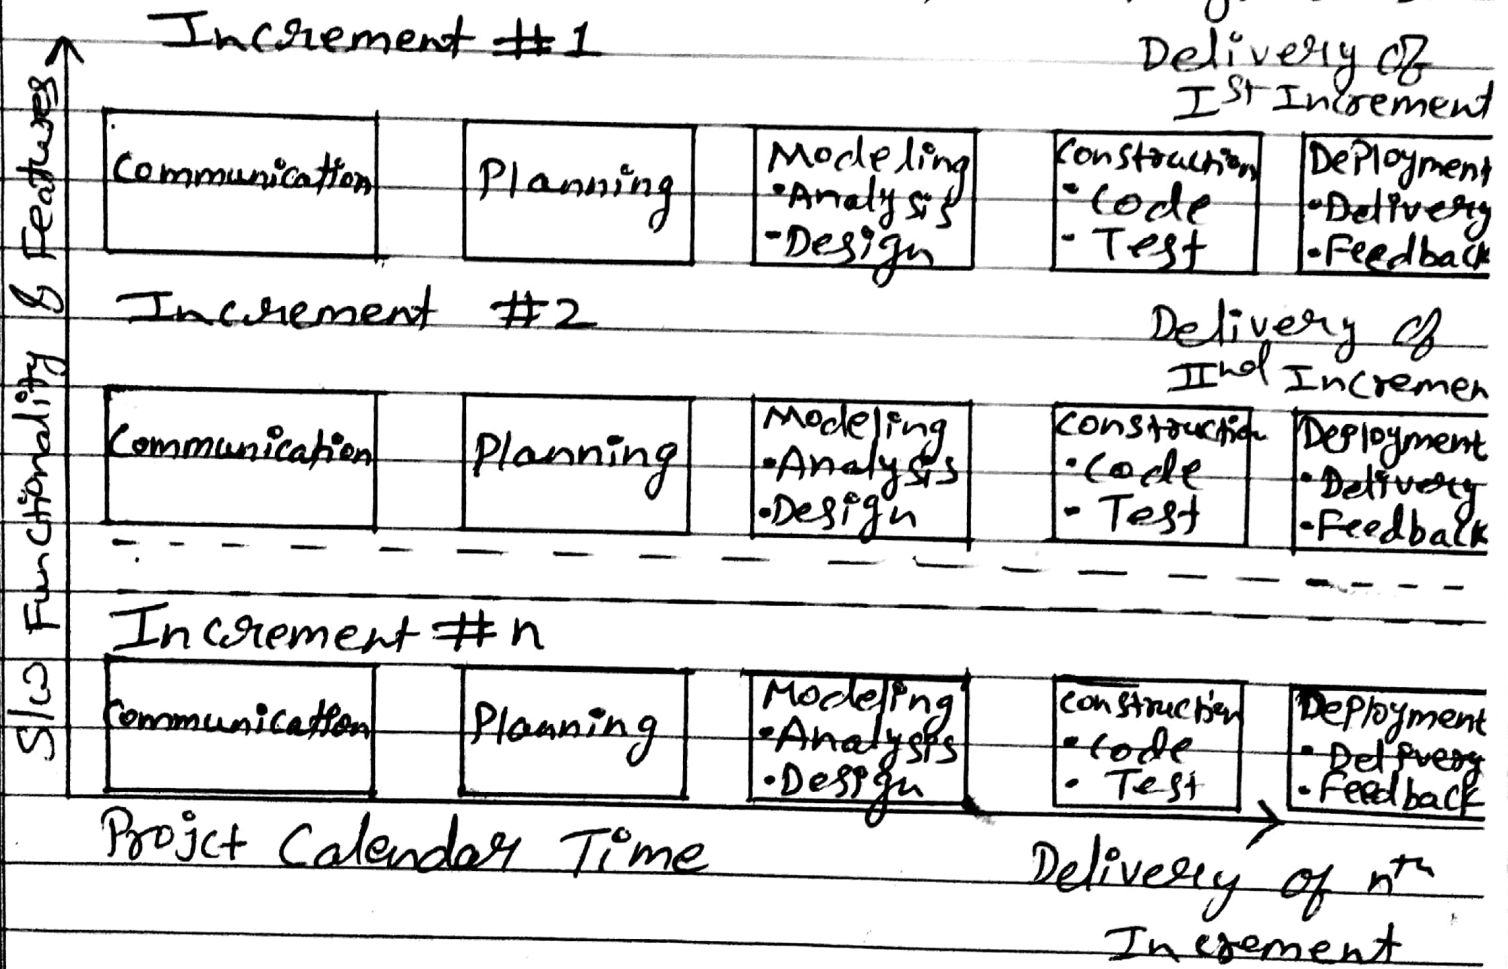 Increment #1
Delivery of
Ist Increment
Communication
Planning
Modeling
•Analysis
-Design
Construction
•Code
-Test
Deployment
•Delivery
•Feedback
Increment #2
Delivery of
IInd Incremen
Communication
Planning
Modeling
•Analysis
•Design
Construction
•Code
-Test
Deployment
•Delivery
•Feedback
Increment #n
Communication
Planning
Modeling
•Analysis
•Design
Construction
•Code
•Test
Deployment
•Delivery
•Feedback
S/w Functionality & Features
Projct Calendar Time
Delivery of nth
Increment